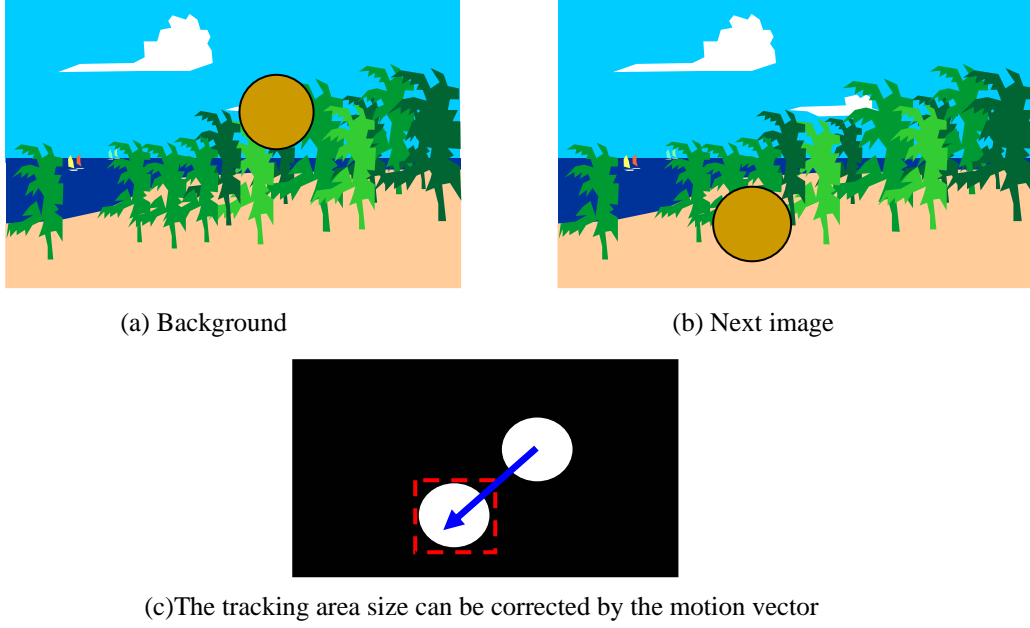 (a) Background
(b) Next image
(c)The tracking area size can be corrected by the motion vector